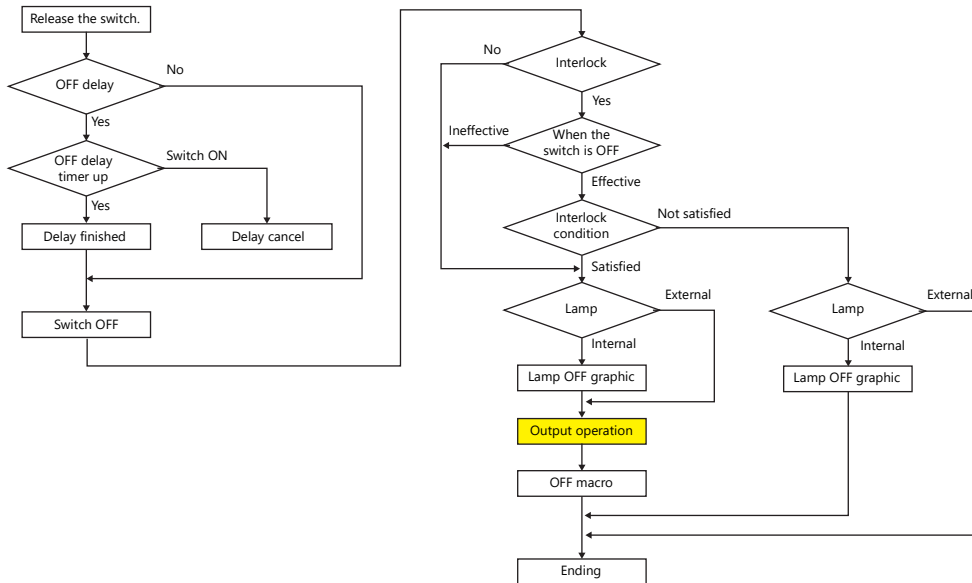 Release the switch.
OFF delay
No
Yes
OFF delay
timer up
Switch ON
Yes
Delay finished
Delay cancel
Switch OFF
No
Interlock
Yes
Ineffective
When the
switch is OFF
Effective
Interlock
condition
Not satisfied
Satisfied
Lamp
External
Internal
Lamp OFF graphic
Output operation
OFF macro
Ending
Lamp
External
Internal
Lamp OFF graphic